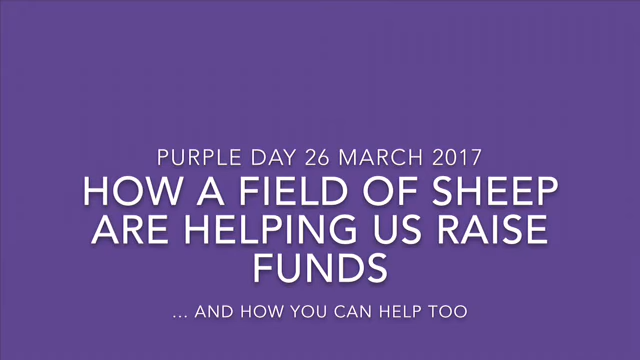 PURPLE DAY 26 MARCH 2017
HOW A FIELD OF SHEEP
ARE HELPING US RAISE
FUNDS
... AND HOW YOU CAN HELP TOO